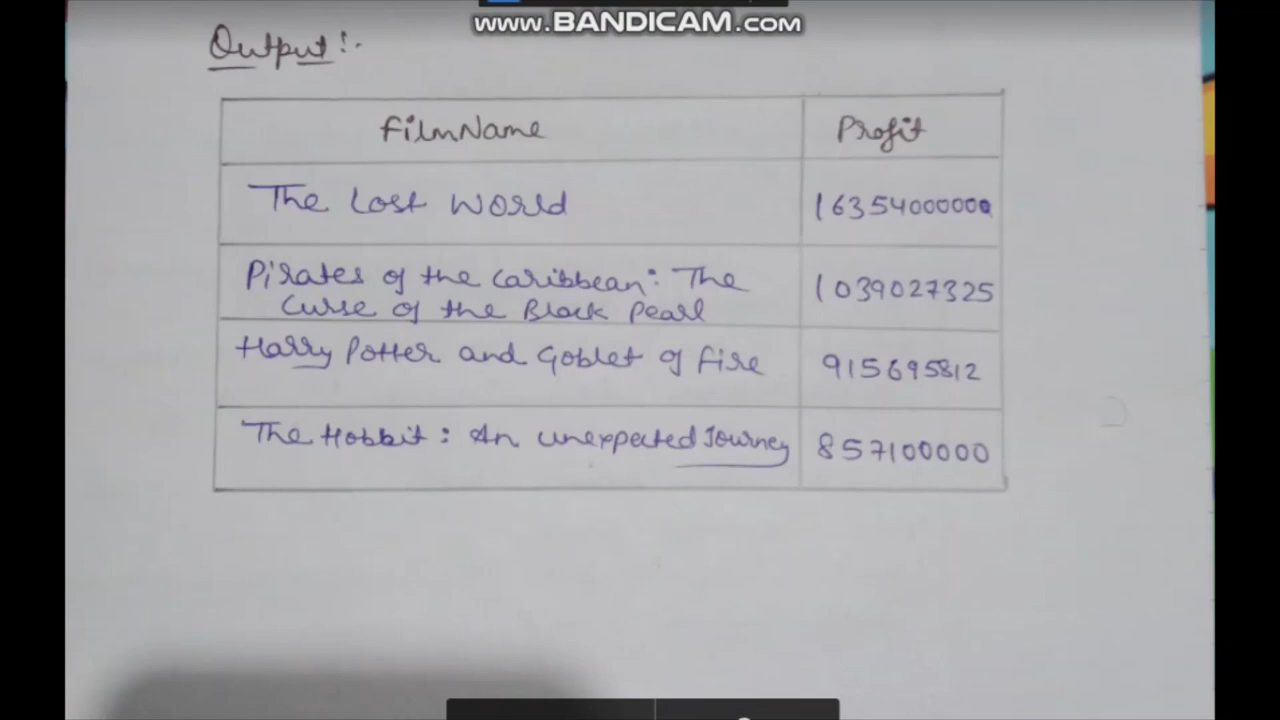 www.BANDICAM.com
Output:-
FilmName Profit
The Lost World 16354000000
Pirates of the Caribbean: The
Curse of the Black Pearl 1039027325
Harry Potter and Goblet of Fire 915695812
The Hobbit: An unexpected Journey 857100000